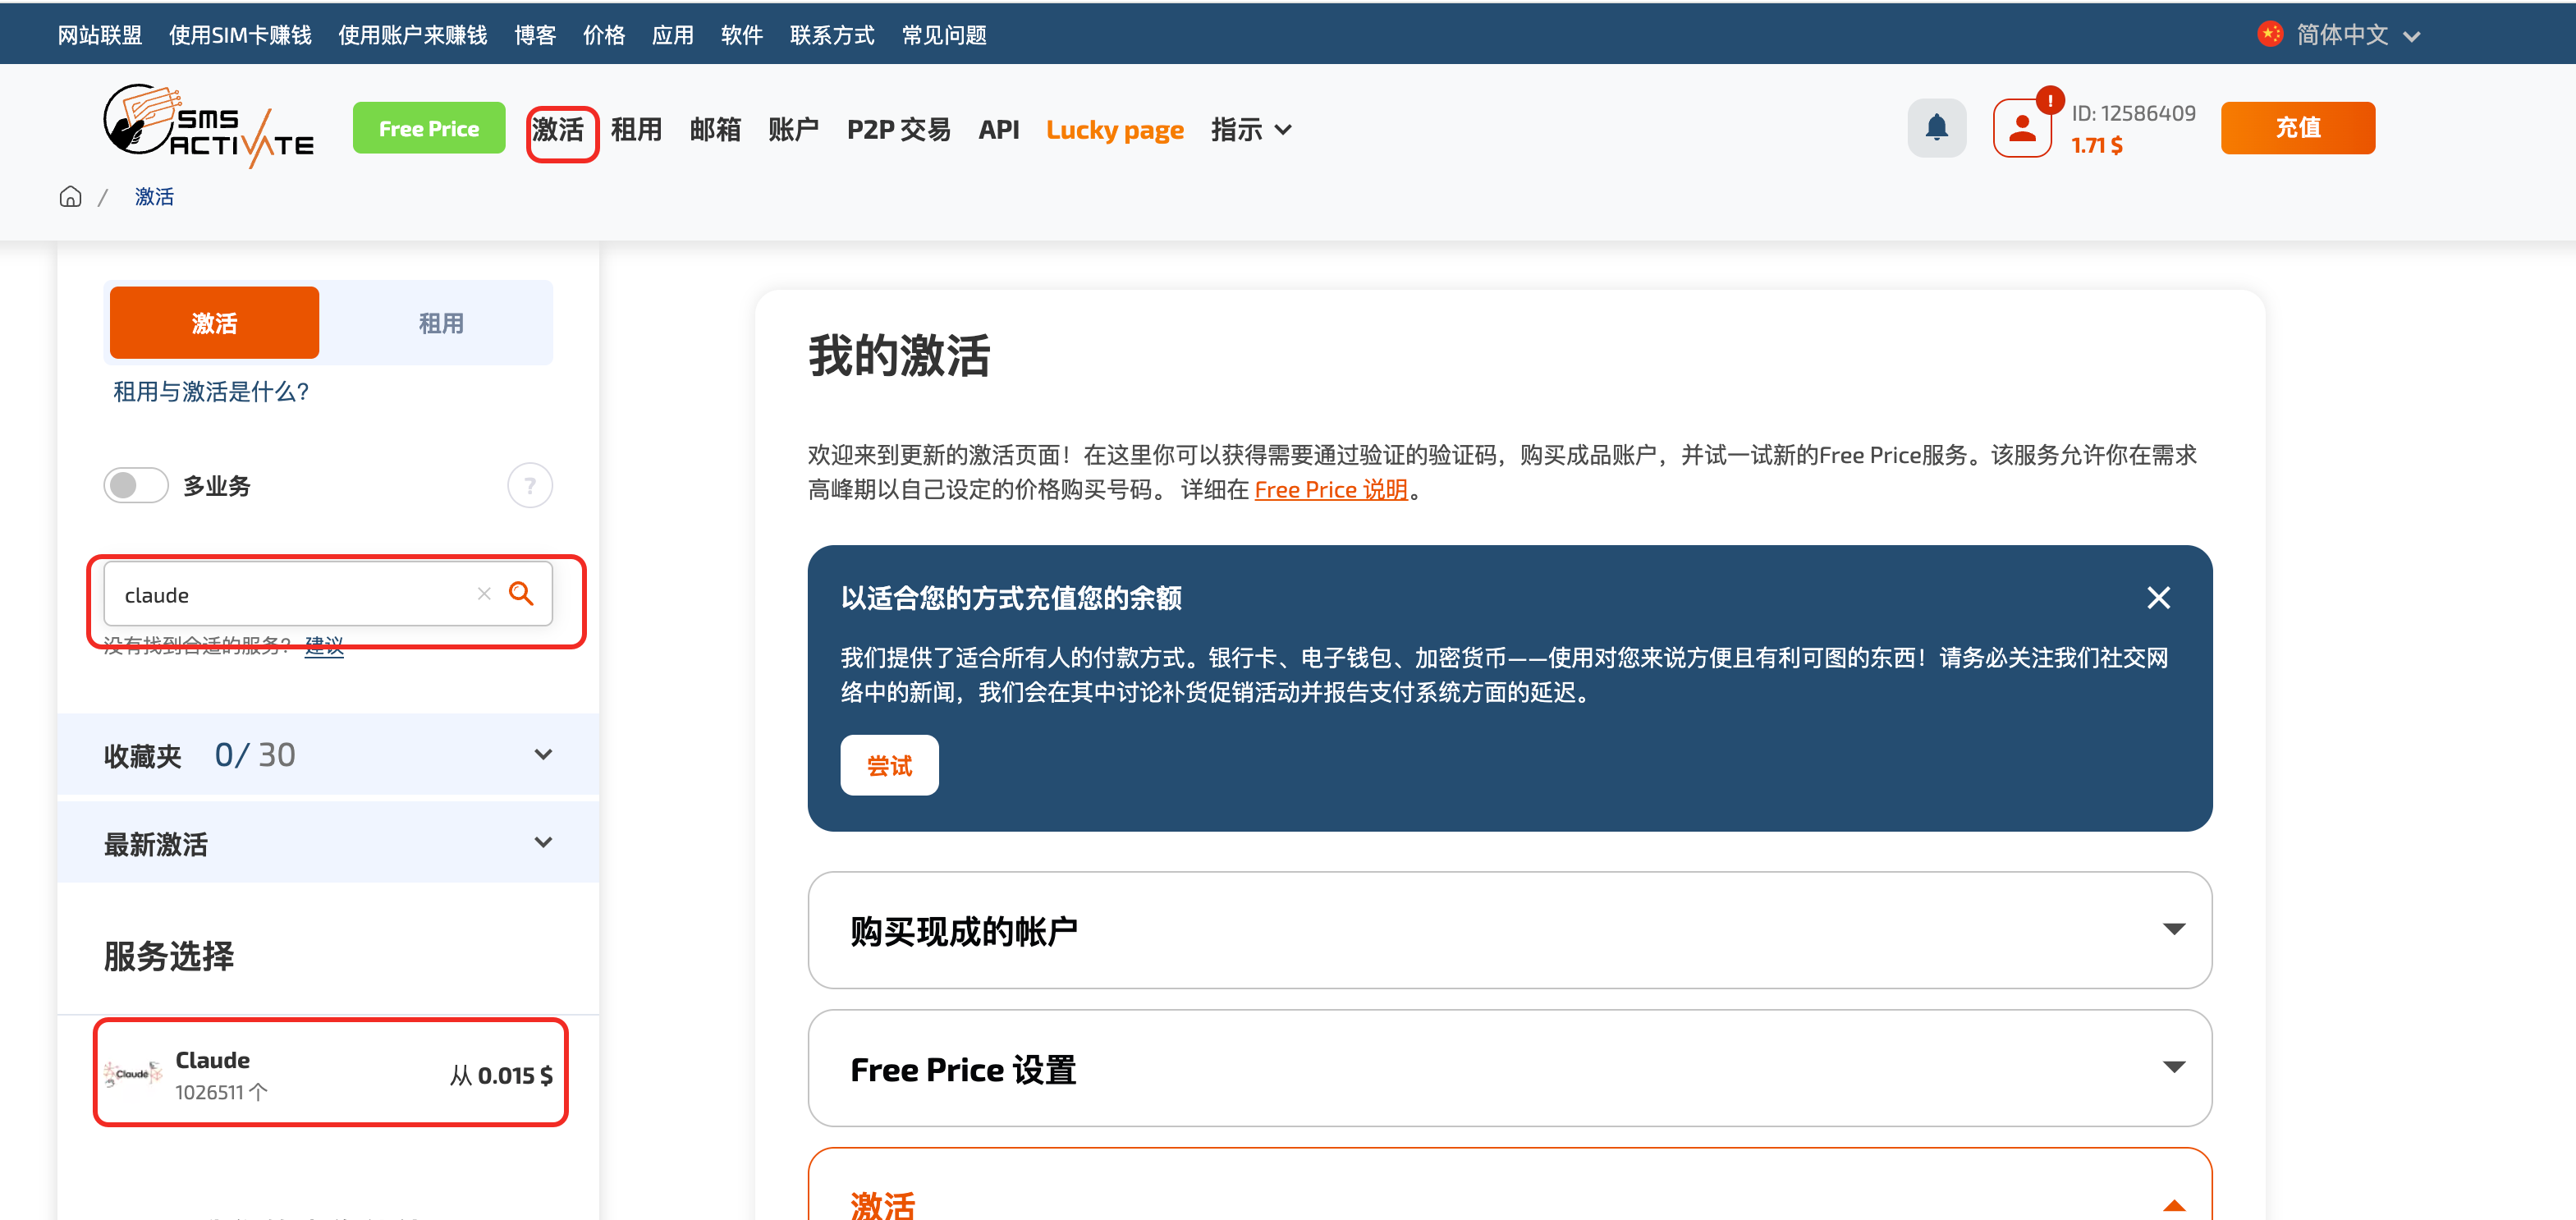 网站联盟 使用SIM卡赚钱 使用账户来赚钱 博客 价格 应用 软件 联系方式 常见问题 简体中文
SMS ACTIVATE
Free Price 激活 租用 邮箱 账户 P2P 交易 API Lucky page 指示
! ID: 12586409
1.71 $
充值
/ 激活
激活 租用
租用与激活是什么?
多业务 ?
claude
没有找到合适的服务? 建议
收藏夹 0/ 30
最新激活
服务选择
Claude
Claude
1026511 个
从 0.015 $
我的激活
欢迎来到更新的激活页面！在这里你可以获得需要通过验证的验证码，购买成品账户，并试一试新的Free Price服务。该服务允许你在需求
高峰期以自己设定的价格购买号码。 详细在 Free Price 说明。
以适合您的方式充值您的余额
我们提供了适合所有人的付款方式。银行卡、电子钱包、加密货币——使用对您来说方便且有利可图的东西！请务必关注我们社交网
络中的新闻，我们会在其中讨论补货促销活动并报告支付系统方面的延迟。
尝试
购买现成的帐户
Free Price 设置
激活